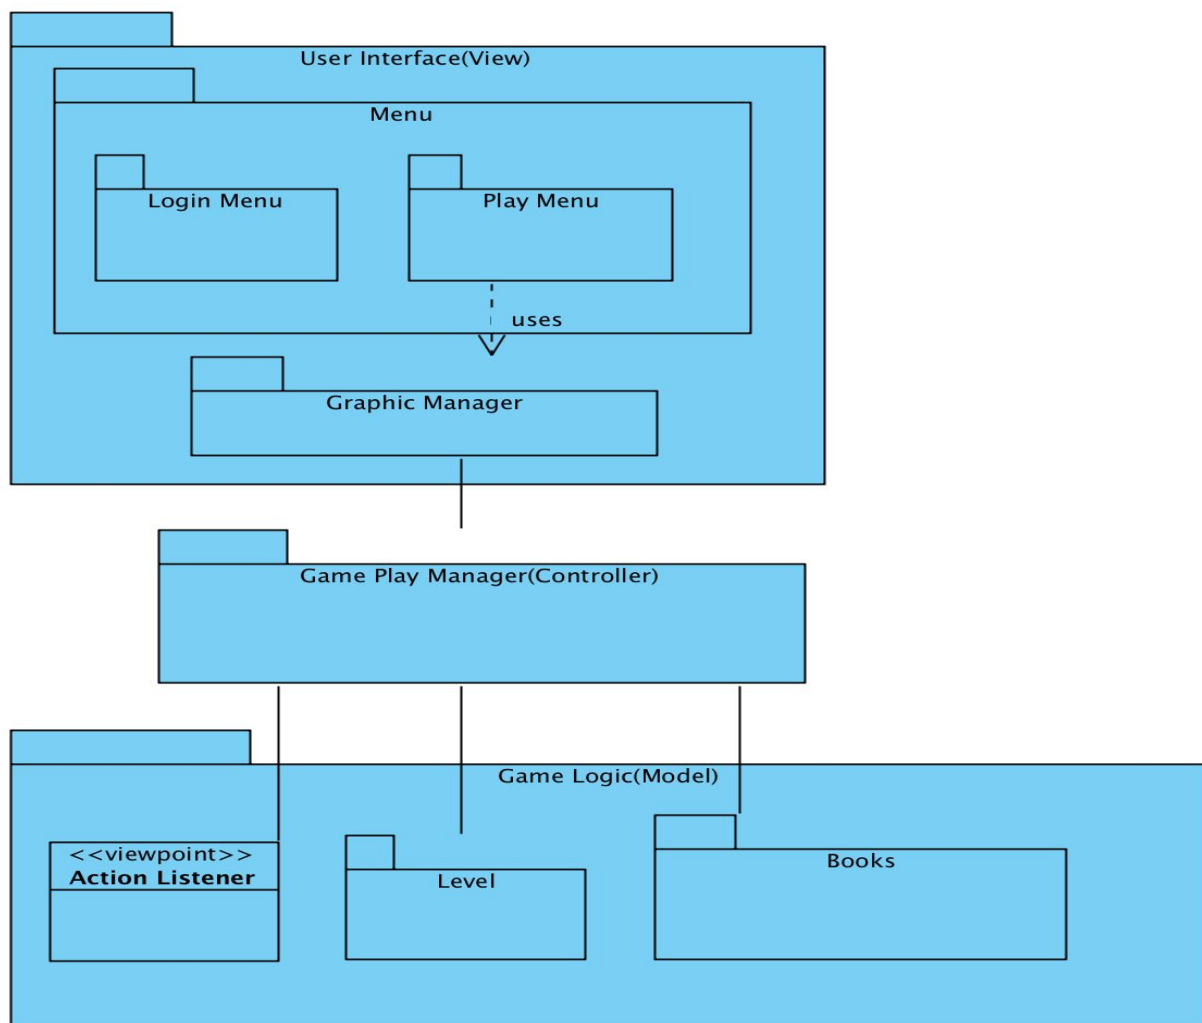 User Interface(View)
Menu
Login Menu
Play Menu
uses
Graphic Manager
Game Play Manager(Controller)
Game Logic(Model)
<<viewpoint>>
Action Listener
Level
Books